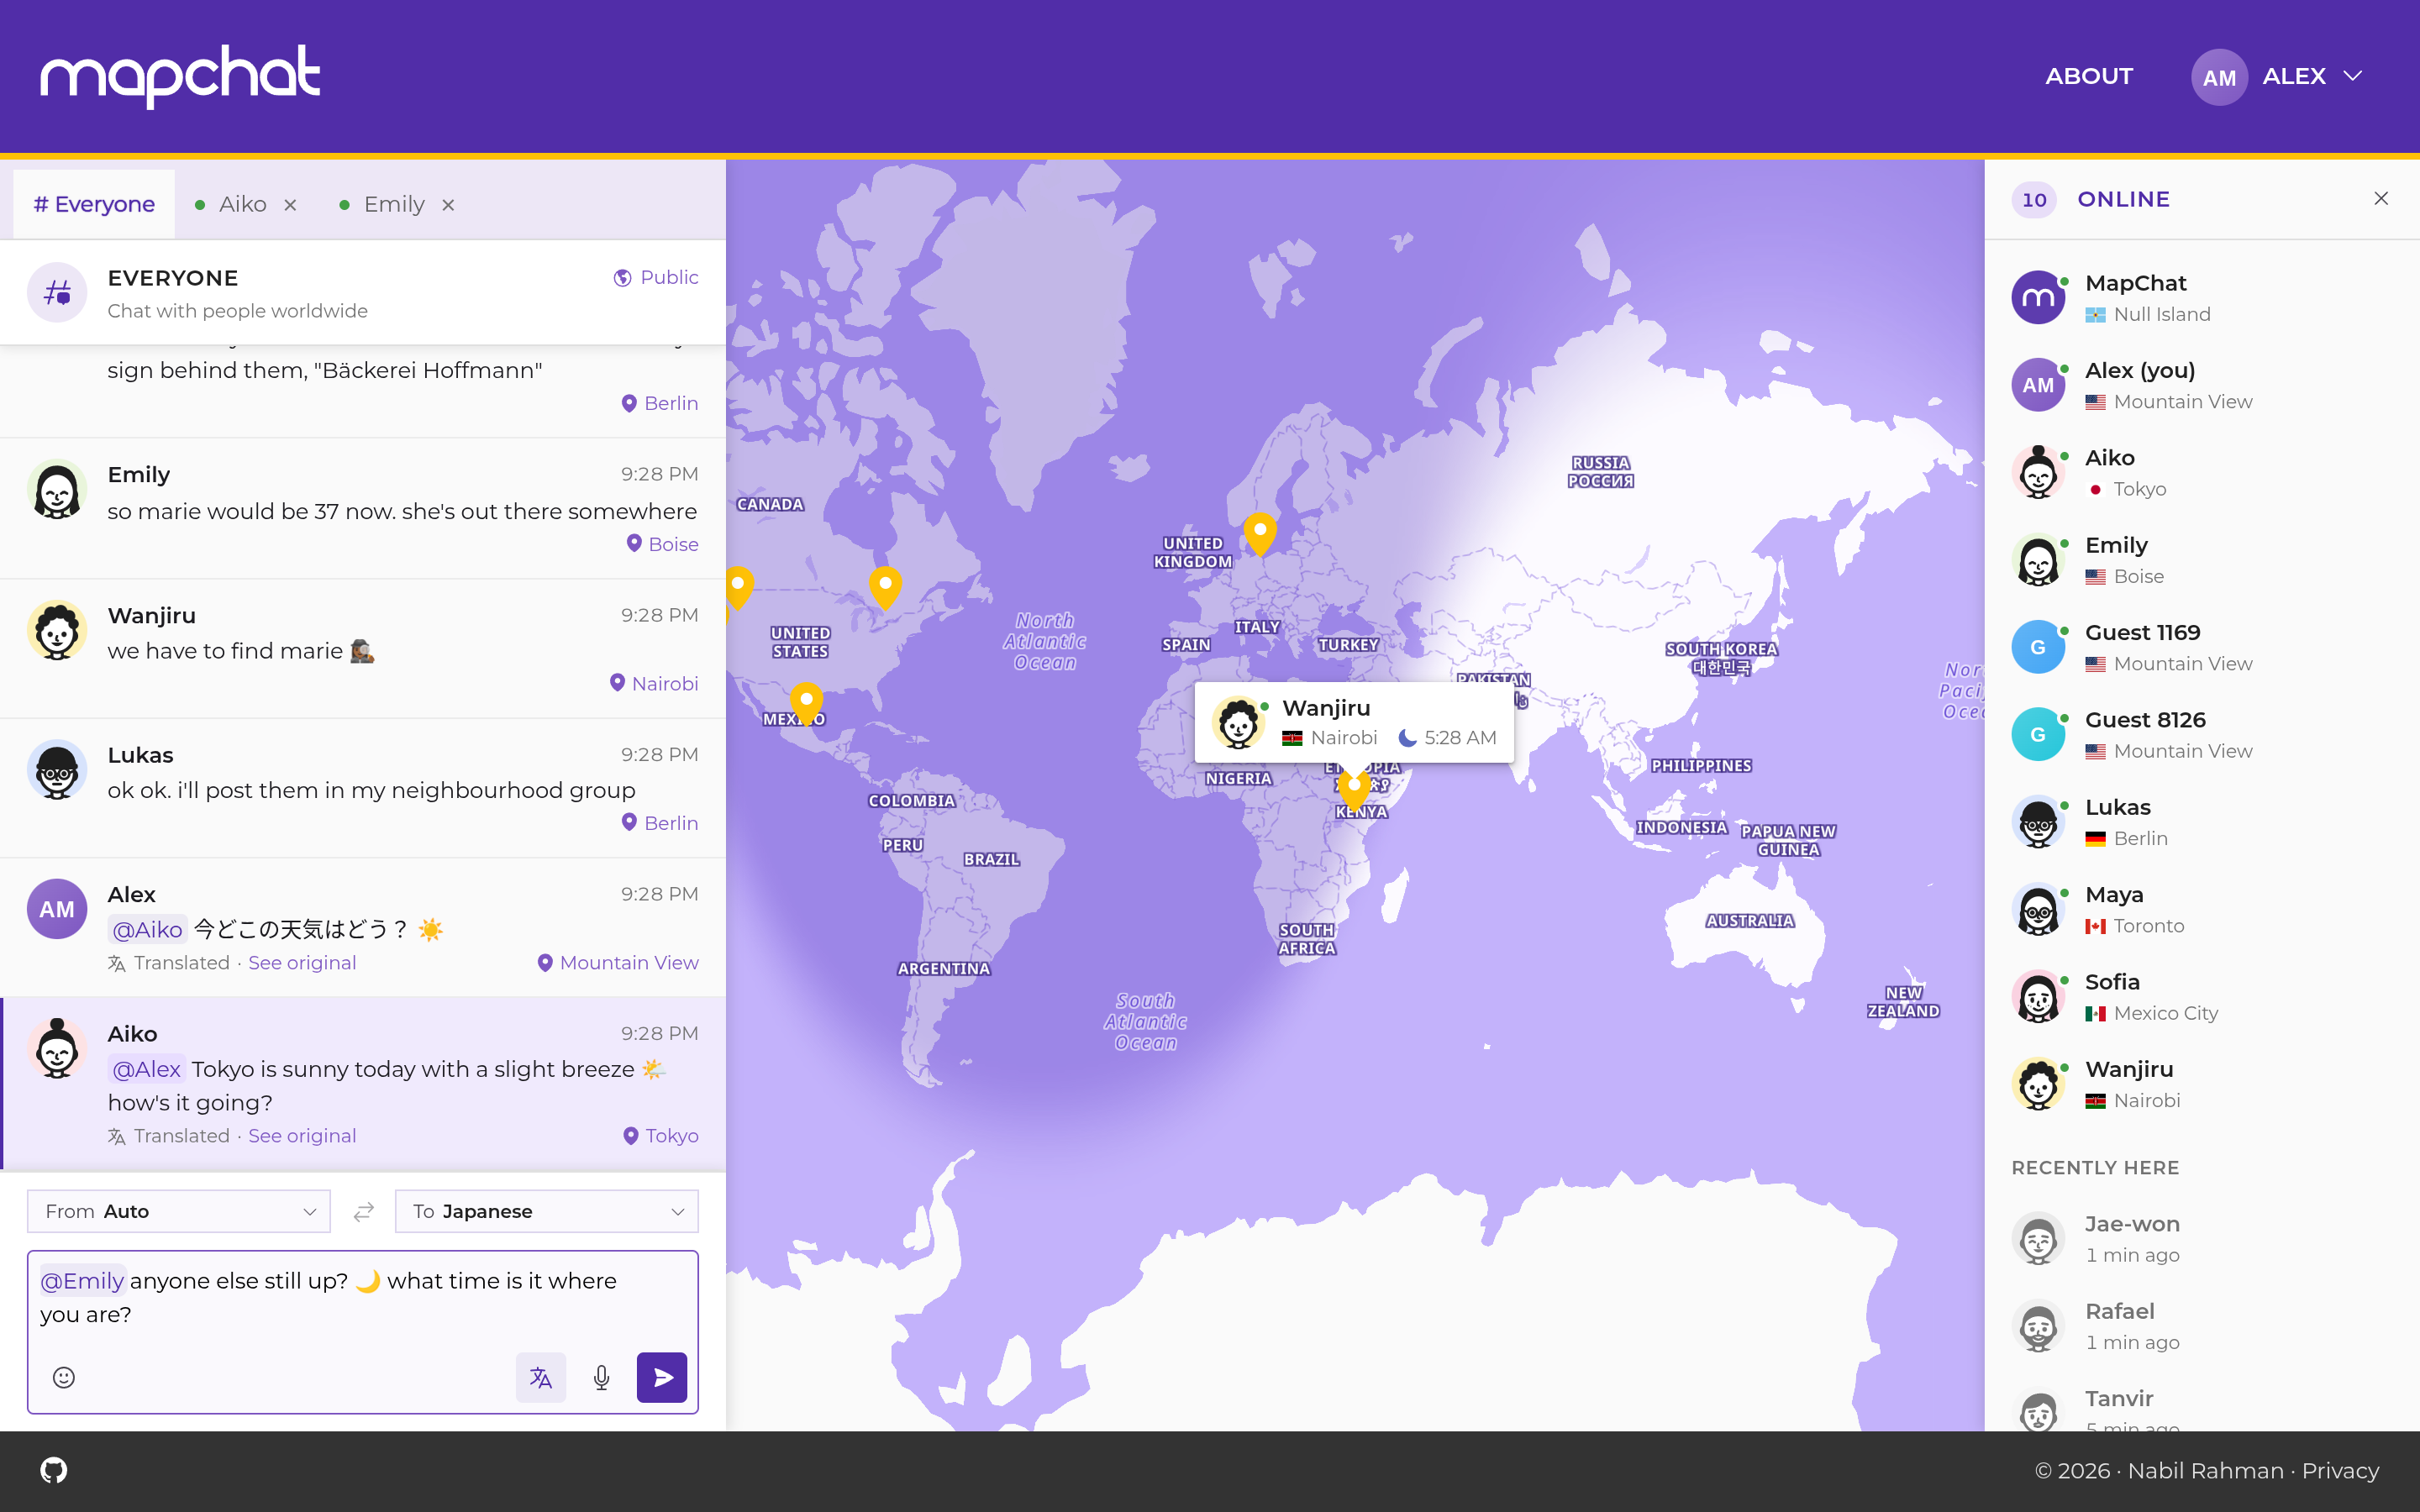 mapchat
ABOUT
AM
ALEX
# Everyone
Aiko
Emily
EVERYONE
Public
Chat with people worldwide
sign behind them, "Bäckerei Hoffmann"
Berlin
Emily
9:28 PM
so marie would be 37 now. she's out there somewhere
Boise
Wanjiru
9:28 PM
we have to find marie 🕵🏾‍♀️
Nairobi
Lukas
9:28 PM
ok ok. i'll post them in my neighbourhood group
Berlin
AM
Alex
9:28 PM
@Aiko 今どこの天気はどう？ ☀️
Translated · See original
Mountain View
Aiko
9:28 PM
@Alex Tokyo is sunny today with a slight breeze 🌤️
how's it going?
Translated · See original
Tokyo
From Auto
To Japanese
@Emily anyone else still up? 🌙 what time is it where
you are?
CANADA
RUSSIA
РОССИЯ
UNITED
KINGDOM
North
Atlantic
Ocean
UNITED
STATES
ITALY
SPAIN
TURKEY
SOUTH KOREA
대한민국
PAKISTAN
MEXICO
Wanjiru
Nairobi
5:28 AM
NIGERIA
ETHIOPIA
KENYA
PHILIPPINES
COLOMBIA
INDONESIA
PAPUA NEW
GUINEA
PERU
BRAZIL
AUSTRALIA
SOUTH
AFRICA
ARGENTINA
South
Atlantic
Ocean
NEW
ZEALAND
10
ONLINE
MapChat
Null Island
AM
Alex (you)
Mountain View
Aiko
Tokyo
Emily
Boise
G
Guest 1169
Mountain View
G
Guest 8126
Mountain View
Lukas
Berlin
Maya
Toronto
Sofia
Mexico City
Wanjiru
Nairobi
RECENTLY HERE
Jae-won
1 min ago
Rafael
1 min ago
Tanvir
5 min ago
© 2026 · Nabil Rahman · Privacy